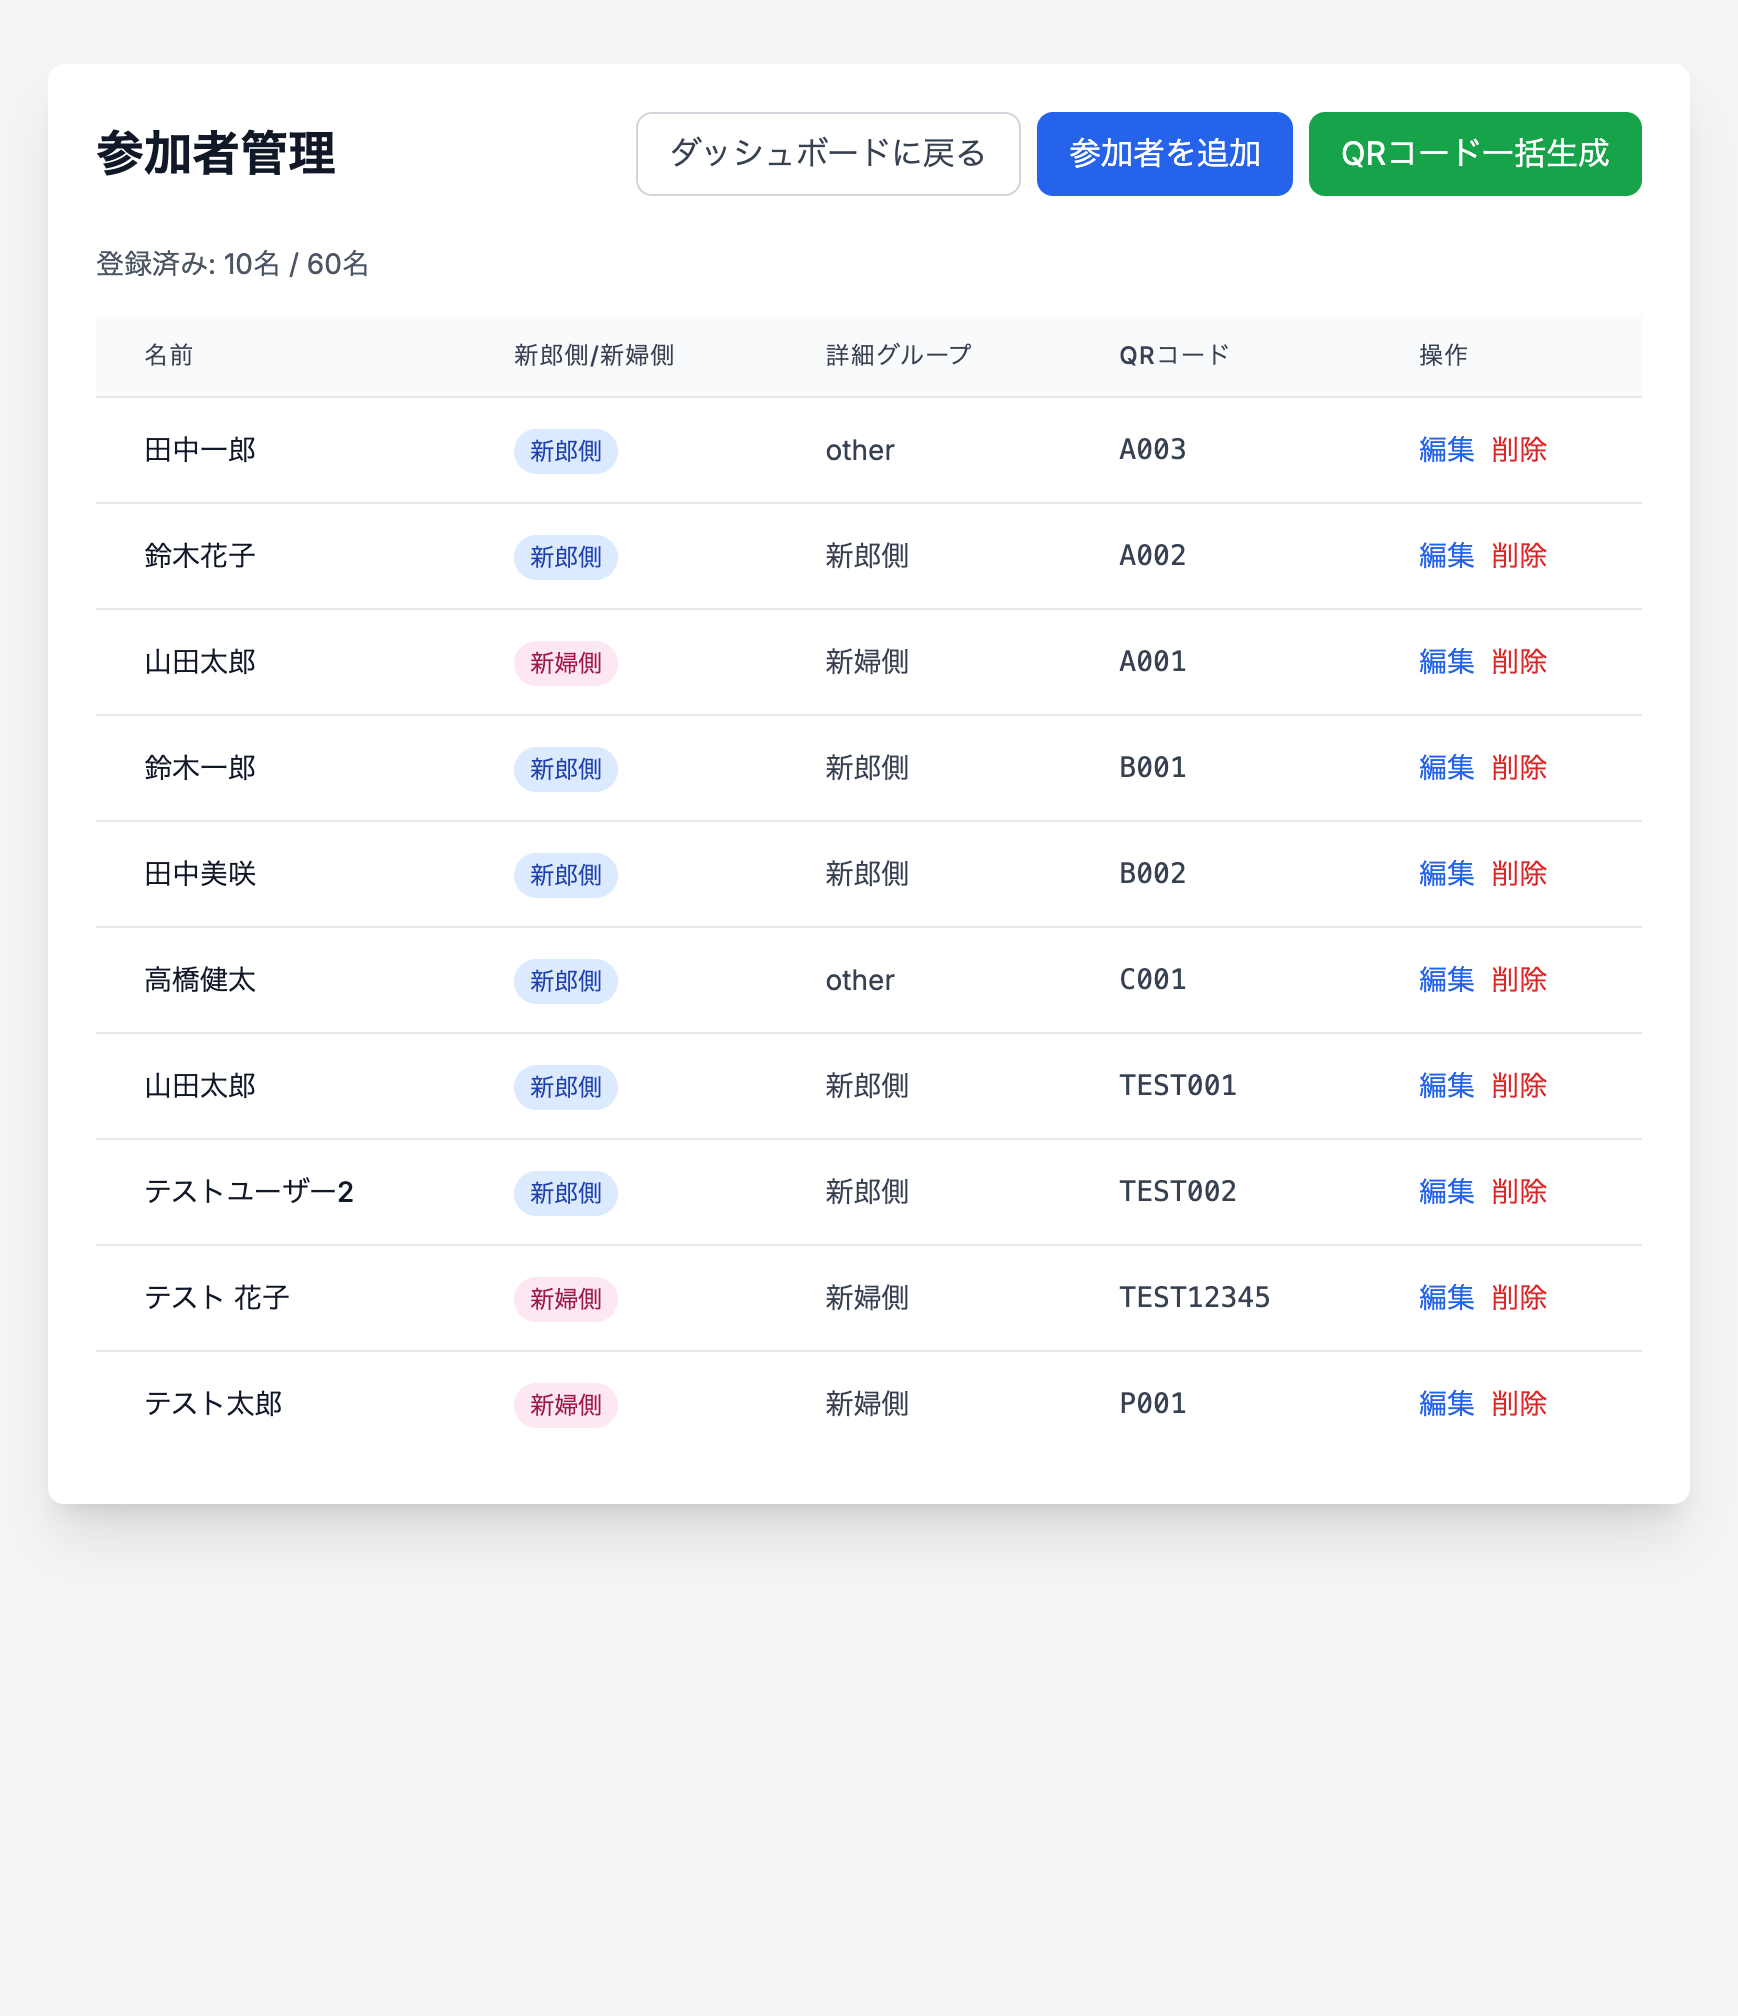 参加者管理 ダッシュボードに戻る 参加者を追加 QRコード一括生成
登録済み: 10名 / 60名
名前 新郎側/新婦側 詳細グループ QRコード 操作
田中一郎 新郎側 other A003 編集 削除
鈴木花子 新郎側 新郎側 A002 編集 削除
山田太郎 新婦側 新婦側 A001 編集 削除
鈴木一郎 新郎側 新郎側 B001 編集 削除
田中美咲 新郎側 新郎側 B002 編集 削除
高橋健太 新郎側 other C001 編集 削除
山田太郎 新郎側 新郎側 TEST001 編集 削除
テストユーザー2 新郎側 新郎側 TEST002 編集 削除
テスト 花子 新婦側 新婦側 TEST12345 編集 削除
テスト太郎 新婦側 新婦側 P001 編集 削除